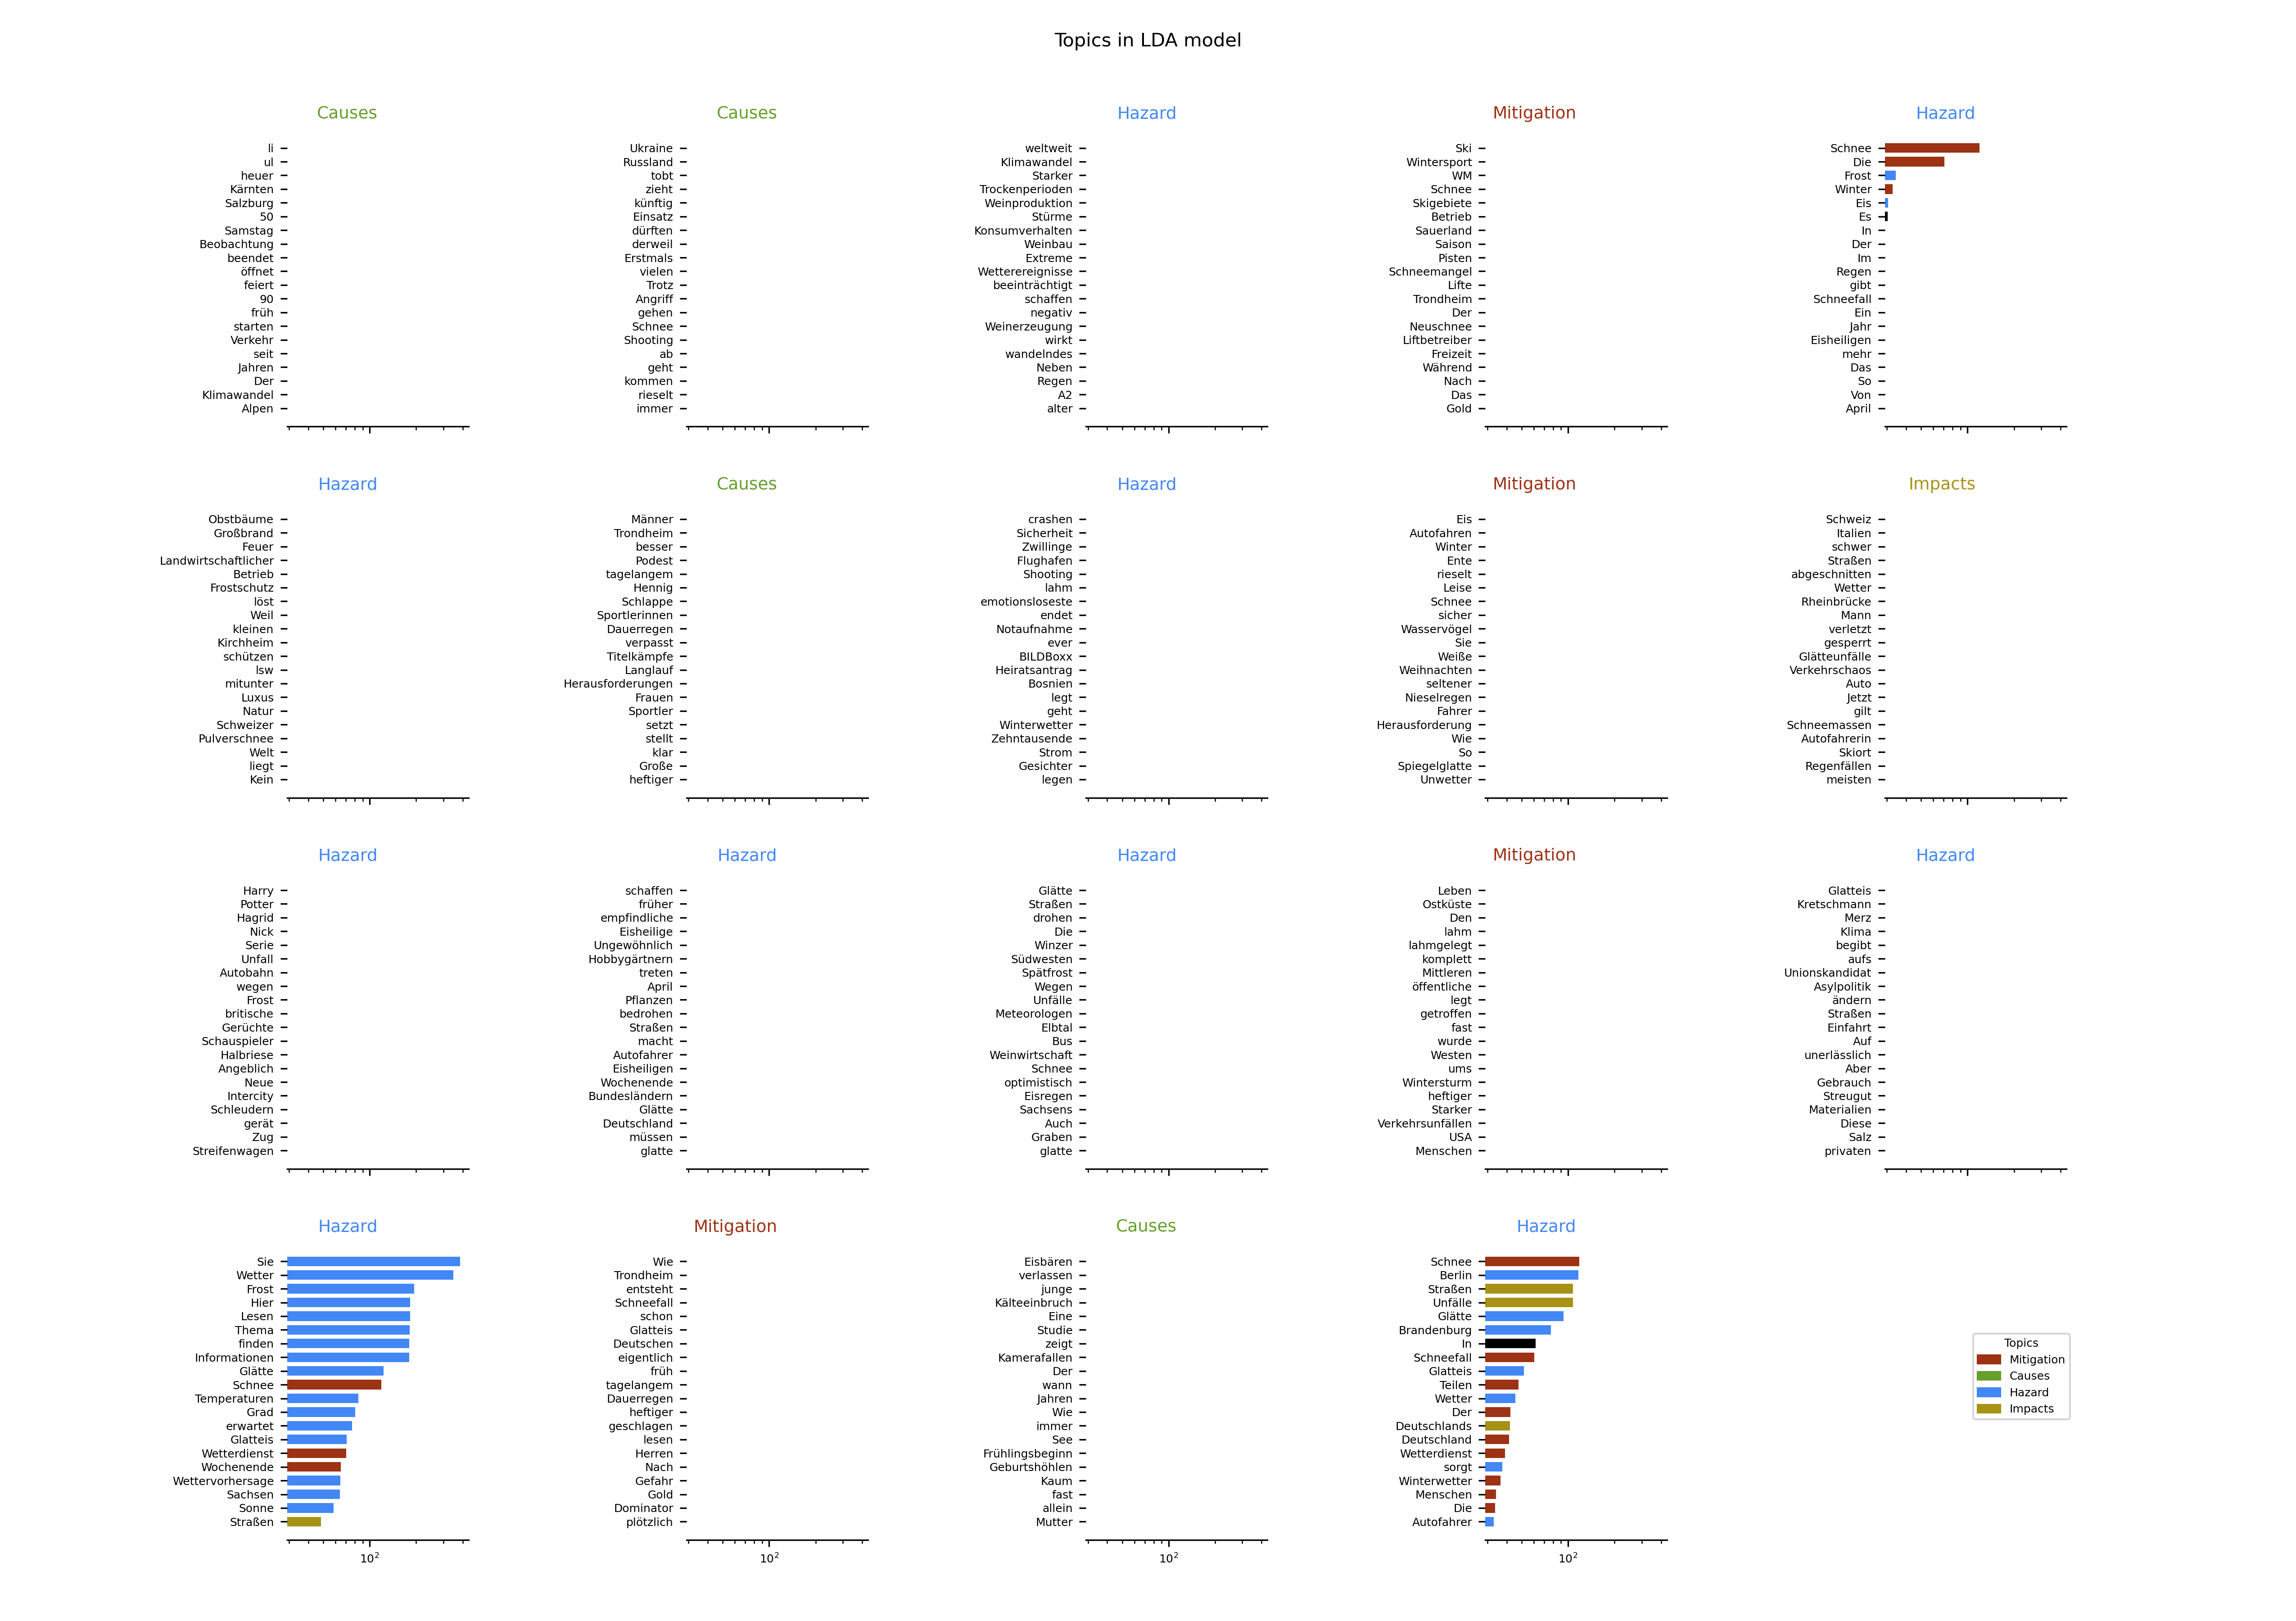 Topics in LDA model
Causes
li
ul
heuer
Kärnten
Salzburg
50
Samstag
Beobachtung
beendet
öffnet
feiert
90
früh
starten
Verkehr
seit
Jahren
Der
Klimawandel
Alpen
Causes
Ukraine
Russland
tobt
zieht
künftig
Einsatz
dürften
derweil
Erstmals
vielen
Trotz
Angriff
gehen
Schnee
Shooting
ab
geht
kommen
rieselt
immer
Hazard
weltweit
Klimawandel
Starker
Trockenperioden
Weinproduktion
Stürme
Konsumverhalten
Weinbau
Extreme
Wetterereignisse
beeinträchtigt
schaffen
negativ
Weinerzeugung
wirkt
wandelndes
Neben
Regen
A2
alter
Mitigation
Ski
Wintersport
WM
Schnee
Skigebiete
Betrieb
Sauerland
Saison
Pisten
Schneemangel
Lifte
Trondheim
Der
Neuschnee
Liftbetreiber
Freizeit
Während
Nach
Das
Gold
Hazard
Schnee
Die
Frost
Winter
Eis
Es
In
Der
Im
Regen
gibt
Schneefall
Ein
Jahr
Eisheiligen
mehr
Das
So
Von
April
Hazard
Obstbäume
Großbrand
Feuer
Landwirtschaftlicher
Betrieb
Frostschutz
löst
Weil
kleinen
Kirchheim
schützen
lsw
mitunter
Luxus
Natur
Schweizer
Pulverschnee
Welt
liegt
Kein
Causes
Männer
Trondheim
besser
Podest
tagelangem
Hennig
Schlappe
Sportlerinnen
Dauerregen
verpasst
Titelkämpfe
Langlauf
Herausforderungen
Frauen
Sportler
setzt
stellt
klar
Große
heftiger
Hazard
crashen
Sicherheit
Zwillinge
Flughafen
Shooting
lahm
emotionsloseste
endet
Notaufnahme
ever
BILDBoxx
Heiratsantrag
Bosnien
legt
geht
Winterwetter
Zehntausende
Strom
Gesichter
legen
Mitigation
Eis
Autofahren
Winter
Ente
rieselt
Leise
Schnee
sicher
Wasservögel
Sie
Weiße
Weihnachten
seltener
Nieselregen
Fahrer
Herausforderung
Wie
So
Spiegelglatte
Unwetter
Impacts
Schweiz
Italien
schwer
Straßen
abgeschnitten
Wetter
Rheinbrücke
Mann
verletzt
gesperrt
Glätteunfälle
Verkehrschaos
Auto
Jetzt
gilt
Schneemassen
Autofahrerin
Skiort
Regenfällen
meisten
Hazard
Harry
Potter
Hagrid
Nick
Serie
Unfall
Autobahn
wegen
Frost
britische
Gerüchte
Schauspieler
Halbriese
Angeblich
Neue
Intercity
Schleudern
gerät
Zug
Streifenwagen
Hazard
schaffen
früher
empfindliche
Eisheilige
Ungewöhnlich
Hobbygärtnern
treten
April
Pflanzen
bedrohen
Straßen
macht
Autofahrer
Eisheiligen
Wochenende
Bundesländern
Glätte
Deutschland
müssen
glatte
Hazard
Glätte
Straßen
drohen
Die
Winzer
Südwesten
Spätfrost
Wegen
Unfälle
Meteorologen
Elbtal
Bus
Weinwirtschaft
Schnee
optimistisch
Eisregen
Sachsens
Auch
Graben
glatte
Mitigation
Leben
Ostküste
Den
lahm
lahmgelegt
komplett
Mittleren
öffentliche
legt
getroffen
fast
wurde
Westen
ums
Wintersturm
heftiger
Starker
Verkehrsunfällen
USA
Menschen
Hazard
Glatteis
Kretschmann
Merz
Klima
begibt
aufs
Unionskandidat
Asylpolitik
ändern
Straßen
Einfahrt
Auf
unerlässlich
Aber
Gebrauch
Streugut
Materialien
Diese
Salz
privaten
Hazard
Sie
Wetter
Frost
Hier
Lesen
Thema
finden
Informationen
Glätte
Schnee
Temperaturen
Grad
erwartet
Glatteis
Wetterdienst
Wochenende
Wettervorhersage
Sachsen
Sonne
Straßen
10²
Mitigation
Wie
Trondheim
entsteht
Schneefall
schon
Glatteis
Deutschen
eigentlich
früh
tagelangem
Dauerregen
heftiger
geschlagen
lesen
Herren
Nach
Gefahr
Gold
Dominator
plötzlich
10²
Causes
Eisbären
verlassen
junge
Kälteeinbruch
Eine
Studie
zeigt
Kamerafallen
Der
wann
Jahren
Wie
immer
See
Frühlingsbeginn
Geburtshöhlen
Kaum
fast
allein
Mutter
10²
Hazard
Schnee
Berlin
Straßen
Unfälle
Glätte
Brandenburg
In
Schneefall
Glatteis
Teilen
Wetter
Der
Deutschlands
Deutschland
Wetterdienst
sorgt
Winterwetter
Menschen
Die
Autofahrer
10²
Topics
Mitigation
Causes
Hazard
Impacts